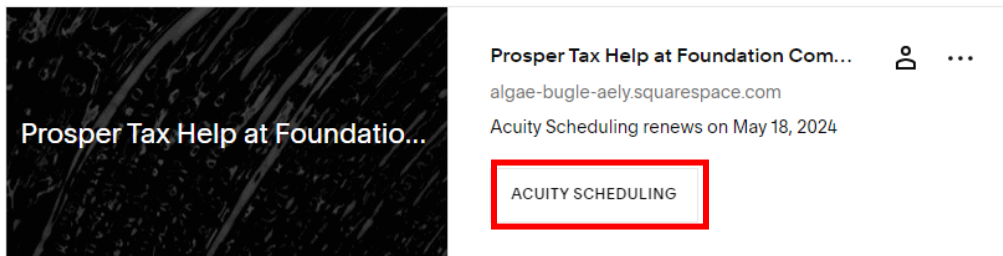 Prosper Tax Help at Foundatio...
Prosper Tax Help at Foundation Com...
algae-bugle-aely.squarespace.com
Acuity Scheduling renews on May 18, 2024
ACUITY SCHEDULING